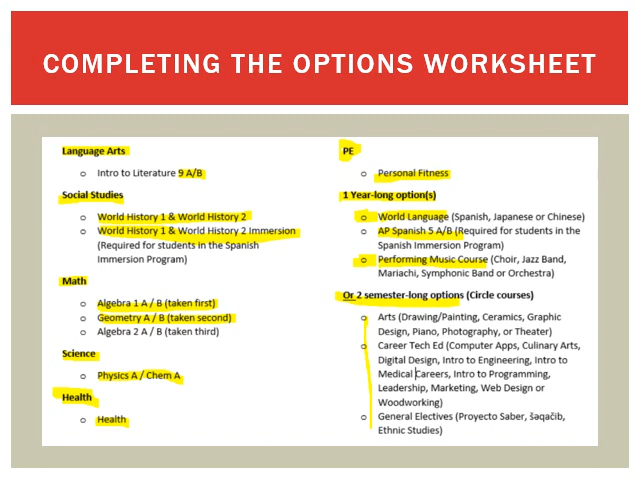 COMPLETING THE OPTIONS WORKSHEET
Language Arts
o Intro to Literature 9 A/B
Social Studies
o World History 1 & World History 2
o World History 1 & World History 2 Immersion
(Required for students in the Spanish
Immersion Program)
Math
o Algebra 1 A / B (taken first)
o Geometry A / B (taken second)
o Algebra 2 A / B (taken third)
Science
o Physics A / Chem A
Health
o Health
PE
o Personal Fitness
1 Year-long option(s)
o World Language (Spanish, Japanese or Chinese)
o AP Spanish 5 A/B (Required for students in the
Spanish Immersion Program)
o Performing Music Course (Choir, Jazz Band,
Mariachi, Symphonic Band or Orchestra)
Or 2 semester-long options (Circle courses)
o Arts (Drawing/Painting, Ceramics, Graphic
Design, Piano, Photography, or Theater)
o Career Tech Ed (Computer Apps, Culinary Arts,
Digital Design, Intro to Engineering, Intro to
Medical Careers, Intro to Programming,
Leadership, Marketing, Web Design or
Woodworking)
o General Electives (Proyecto Saber, šəqačib,
Ethnic Studies)